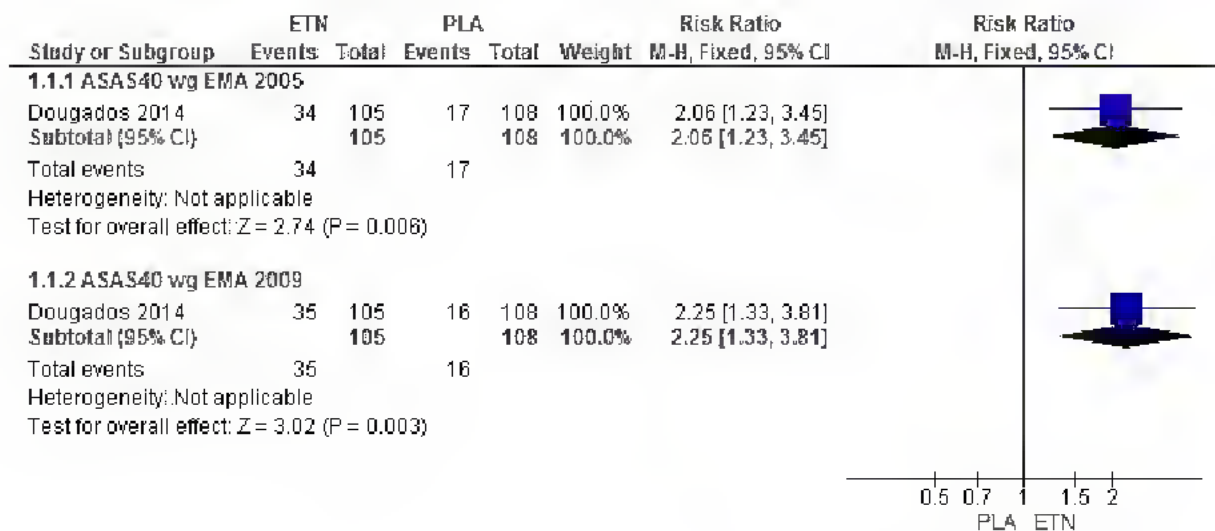 ETN PLA Risk Ratio Risk Ratio
Study or Subgroup Events Total Events Total Weight M-H, Fixed, 95% CI M-H, Fixed, 95% CI
1.1.1 ASAS40 wg EMA 2005
Dougados 2014 34 105 17 108 100.0% 2.06 [1.23, 3.45]
Subtotal (95% CI) 105 108 100.0% 2.06 [1.23, 3.45]
Total events 34 17
Heterogeneity: Not applicable
Test for overall effect: Z = 2.74 (P = 0.006)
1.1.2 ASAS40 wg EMA 2009
Dougados 2014 35 105 16 108 100.0% 2.25 [1.33, 3.81]
Subtotal (95% CI) 105 108 100.0% 2.25 [1.33, 3.81]
Total events 35 16
Heterogeneity: Not applicable
Test for overall effect: Z = 3.02 (P = 0.003)
0.5 0.7 1 1.5 2
PLA ETN